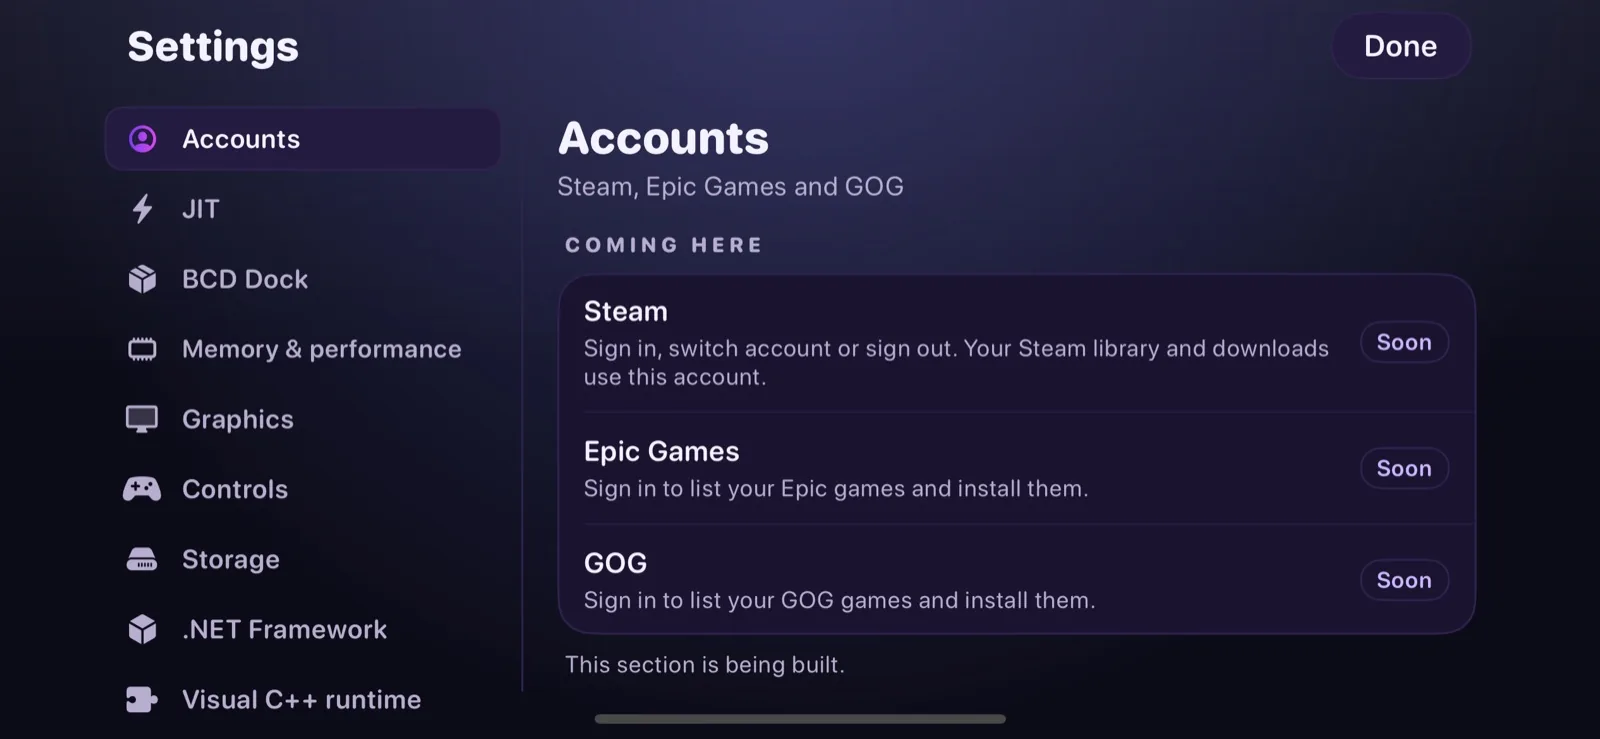 Settings
Done
Accounts
JIT
BCD Dock
Memory & performance
Graphics
Controls
Storage
.NET Framework
Visual C++ runtime
Accounts
Steam, Epic Games and GOG
COMING HERE
Steam
Sign in, switch account or sign out. Your Steam library and downloads
use this account.
Soon
Epic Games
Sign in to list your Epic games and install them.
Soon
GOG
Sign in to list your GOG games and install them.
Soon
This section is being built.